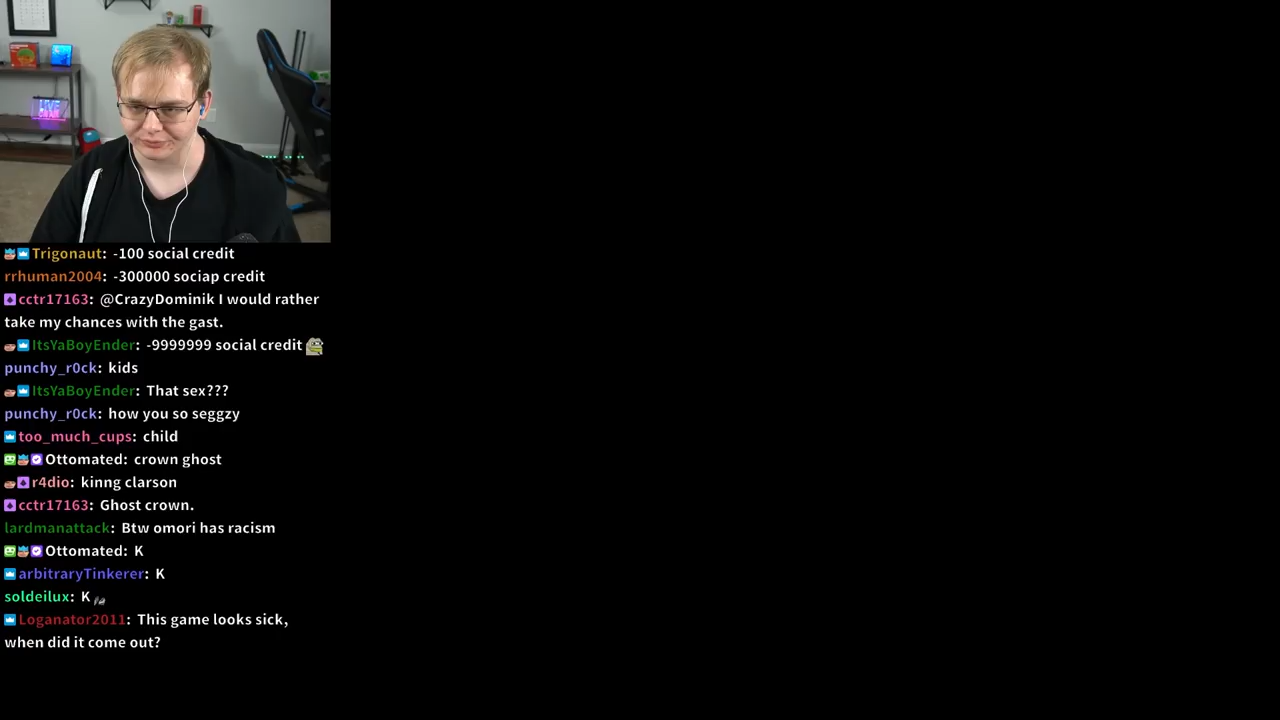 Trigonaut: -100 social credit
rrhuman2004: -300000 sociap credit
cctr17163: @CrazyDominik I would rather
take my chances with the gast.
ItsYaBoyEnder: -9999999 social credit
punchy_r0ck: kids
ItsYaBoyEnder: That sex???
punchy_r0ck: how you so seggzy
too_much_cups: child
Ottomated: crown ghost
r4dio: kinng clarson
cctr17163: Ghost crown.
lardmanattack: Btw omori has racism
Ottomated: K
arbitraryTinkerer: K
soldeilux: K
Loganator2011: This game looks sick,
when did it come out?